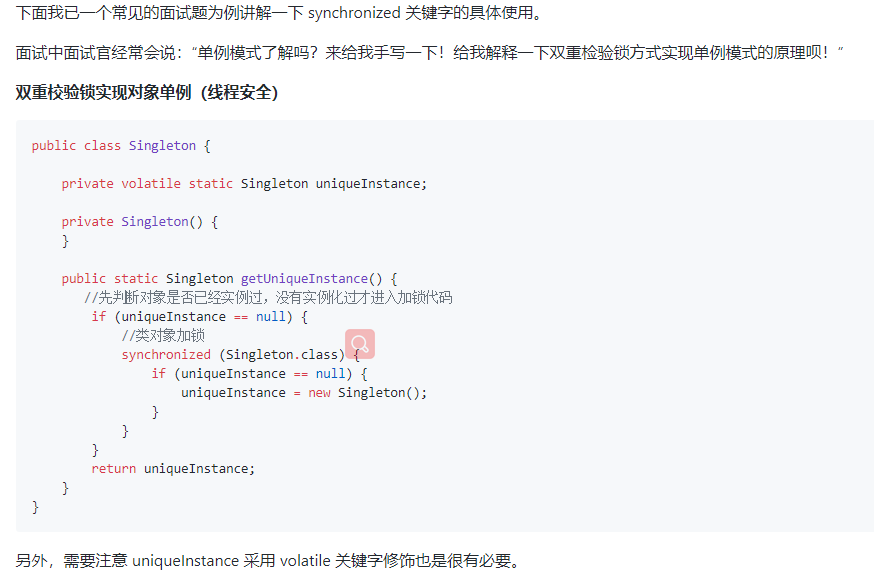 下面我已一个常见的面试题为例讲解一下 synchronized 关键字的具体使用。
面试中面试官经常会说：“单例模式了解吗？来给我手写一下！给我解释一下双重检验锁方式实现单例模式的原理呗！”
双重校验锁实现对象单例（线程安全）
public class Singleton {
    private volatile static Singleton uniqueInstance;
    private Singleton() {
    }
    public static Singleton getUniqueInstance() {
       //先判断对象是否已经实例过，没有实例化过才进入加锁代码
        if (uniqueInstance == null) {
            //类对象加锁
            synchronized (Singleton.class) {
                if (uniqueInstance == null) {
                    uniqueInstance = new Singleton();
                }
            }
        }
        return uniqueInstance;
    }
}
另外，需要注意 uniqueInstance 采用 volatile 关键字修饰也是很有必要。